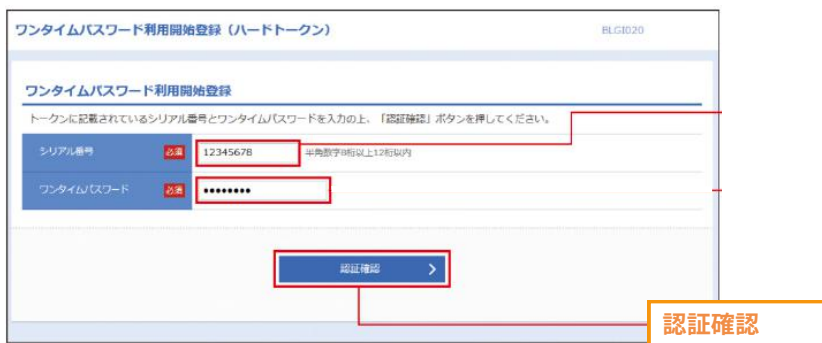 ワンタイムパスワード利用開始登録（ハードトークン） BLGI020
ワンタイムパスワード利用開始登録
トークンに記載されているシリアル番号とワンタイムパスワードを入力の上、「認証確認」ボタンを押してください。
シリアル番号 必須 12345678 半角数字8桁以上12桁以内
ワンタイムパスワード 必須 ●●●●●●●●
認証確認
認証確認